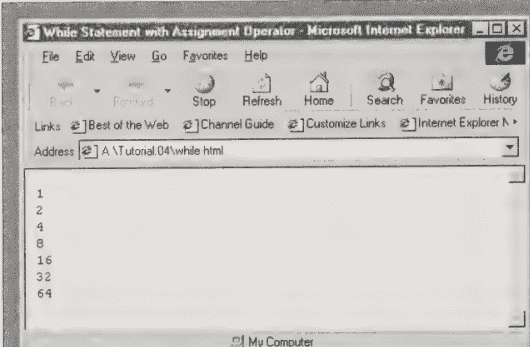 While Statement with Assignment Operator - Microsoft Internet Explorer
File Edit View Go Favorites Help
Back Forward Stop Refresh Home Search Favorites History
Links Best of the Web Channel Guide Customize Links Internet Explorer N
Address A:\Tutorial.04\while.html
1
2
4
8
16
32
64
My Computer